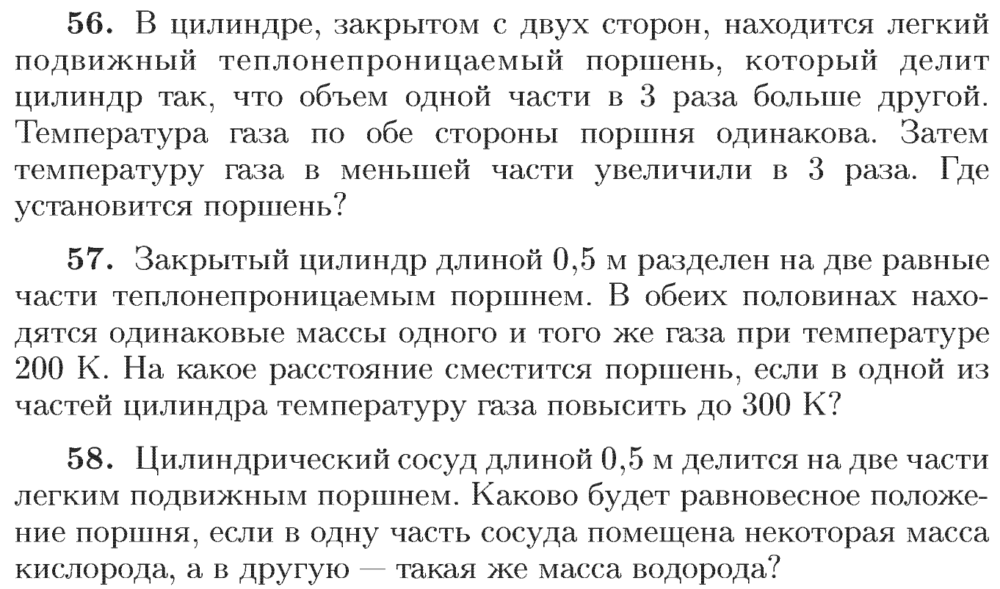 56. В цилиндре, закрытом с двух сторон, находится легкий
подвижный теплонепроницаемый поршень, который делит
цилиндр так, что объем одной части в 3 раза больше другой.
Температура газа по обе стороны поршня одинакова. Затем
температуру газа в меньшей части увеличили в 3 раза. Где
установится поршень?
57. Закрытый цилиндр длиной 0,5 м разделен на две равные
части теплонепроницаемым поршнем. В обеих половинах нахо-
дятся одинаковые массы одного и того же газа при температуре
200 К. На какое расстояние сместится поршень, если в одной из
частей цилиндра температуру газа повысить до 300 К?
58. Цилиндрический сосуд длиной 0,5 м делится на две части
легким подвижным поршнем. Каково будет равновесное положе-
ние поршня, если в одну часть сосуда помещена некоторая масса
кислорода, а в другую — такая же масса водорода?